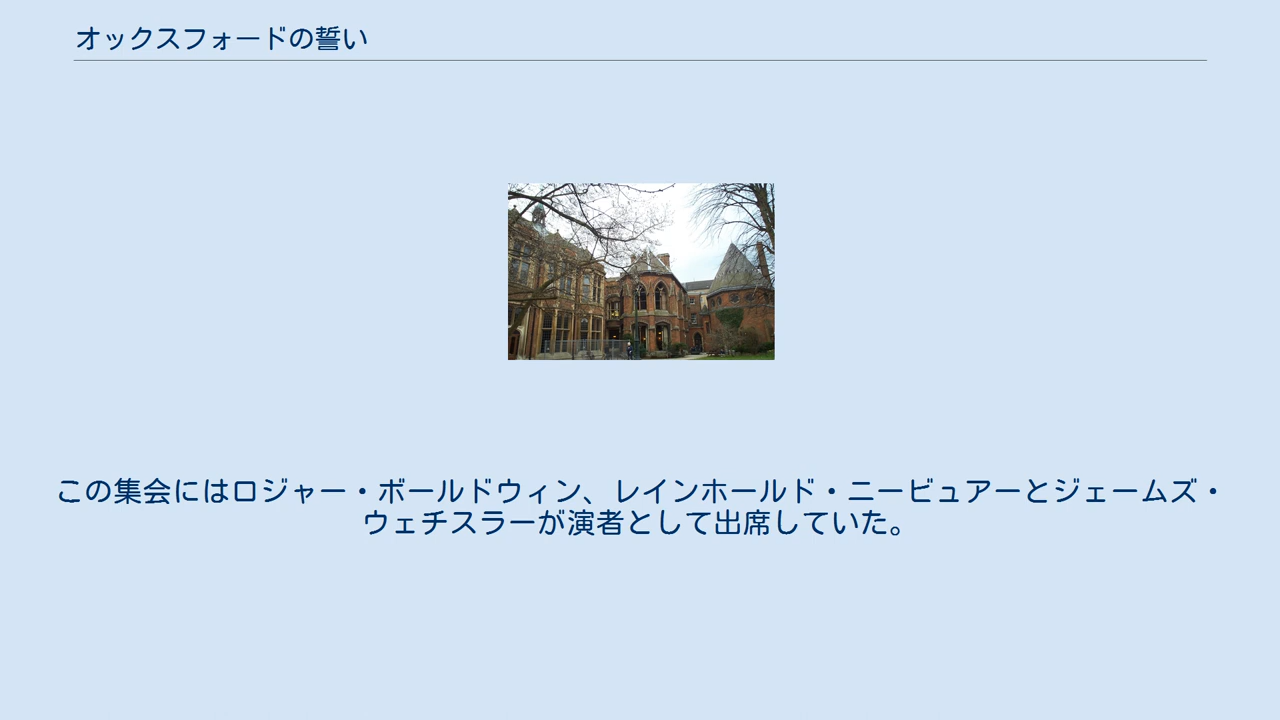 オックスフォードの誓い
この集会にはロジャー・ボールドウィン、レインホールド・ニービュアーとジェームズ・
ウェチスラーが演者として出席していた。